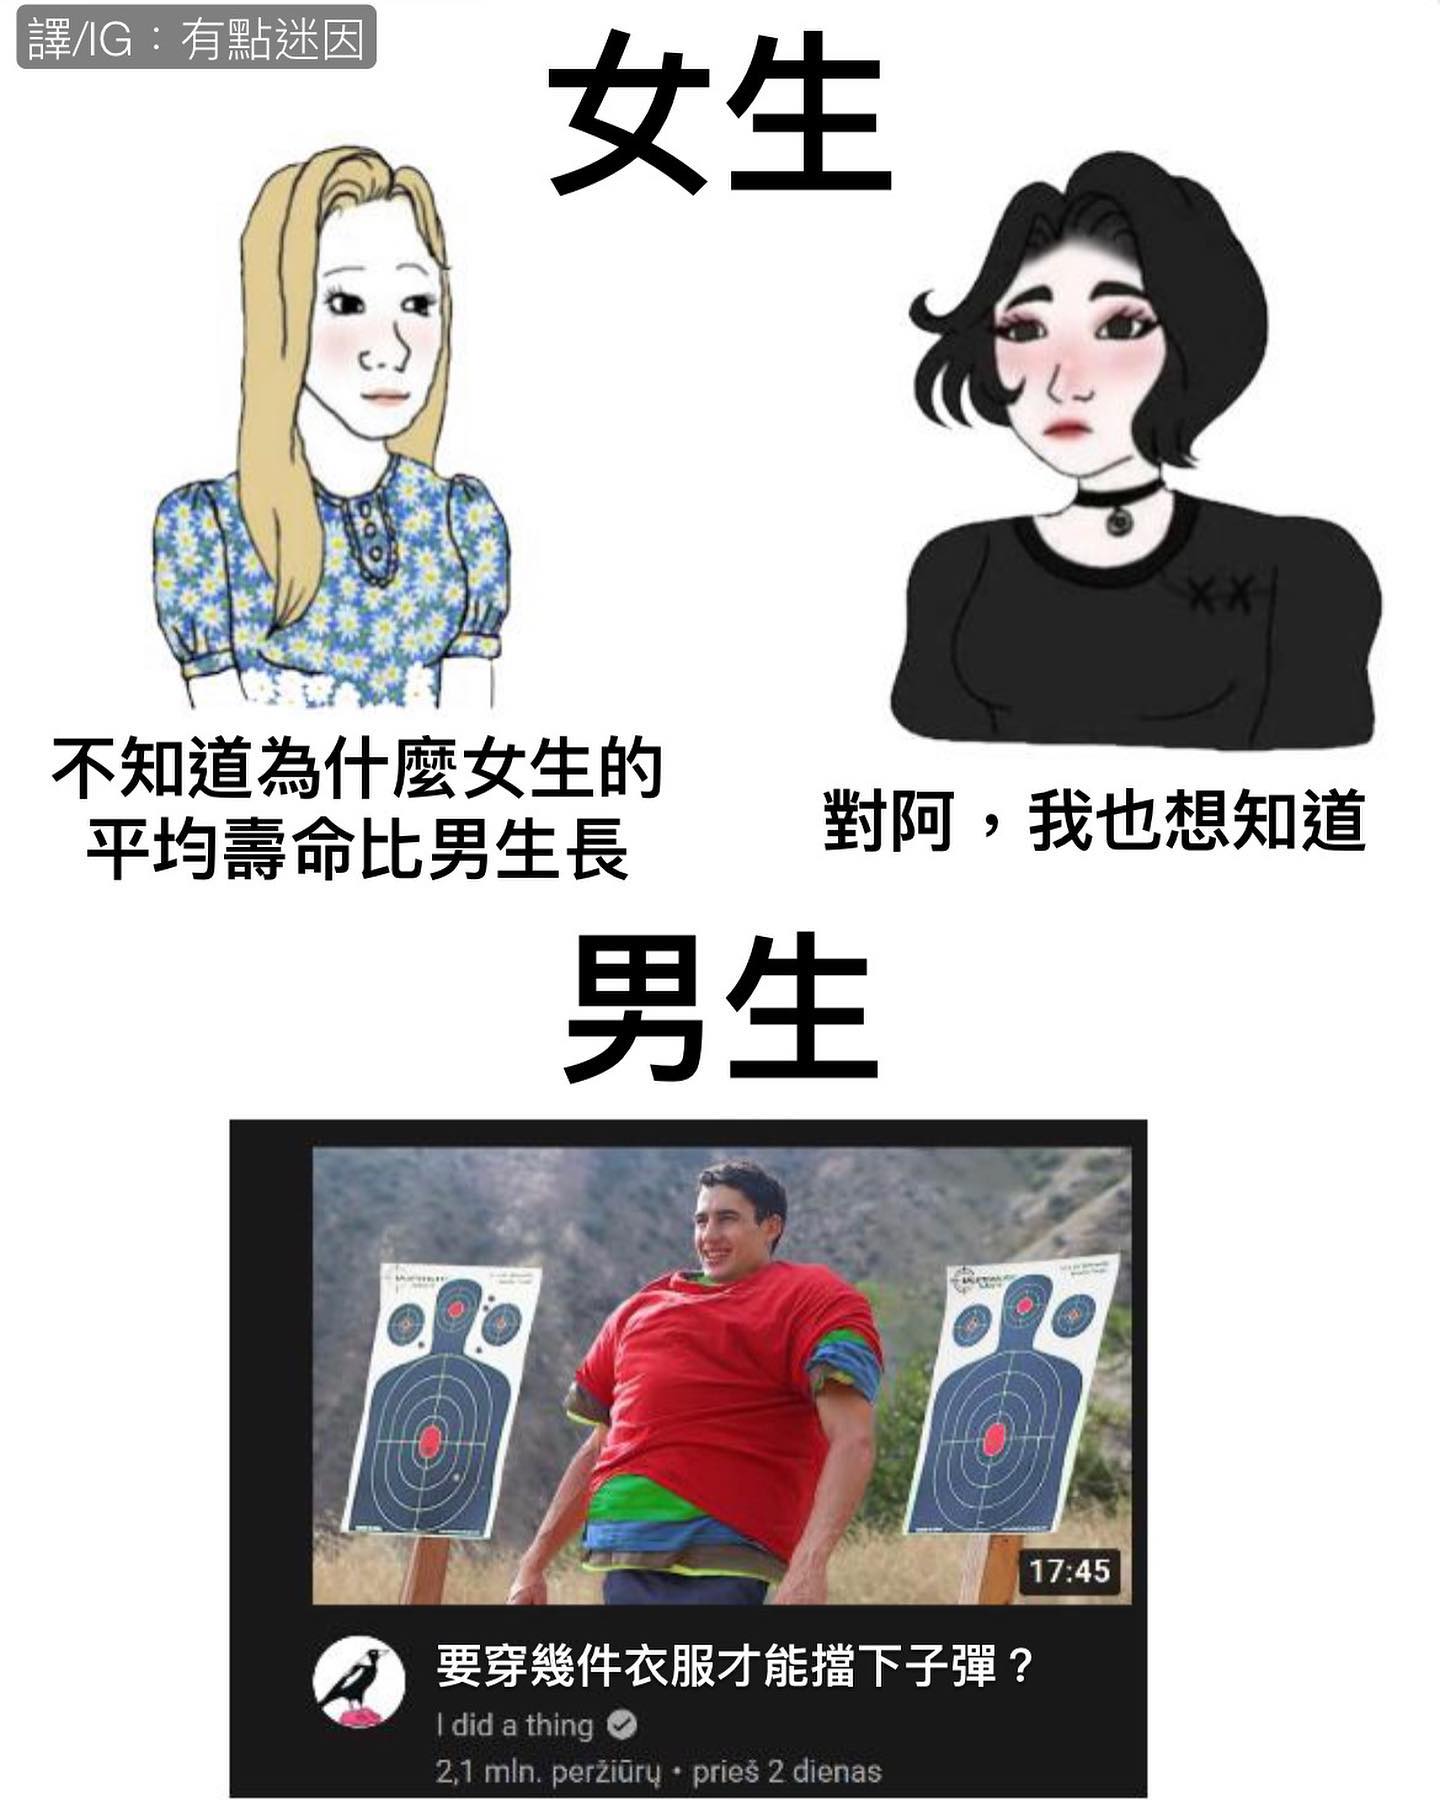 譯/IG：有點迷因
女生
不知道為什麼女生的
平均壽命比男生長
對阿，我也想知道
男生
17:45
要穿幾件衣服才能擋下子彈？
I did a thing
2,1 mln. peržiūrų • prieš 2 dienas